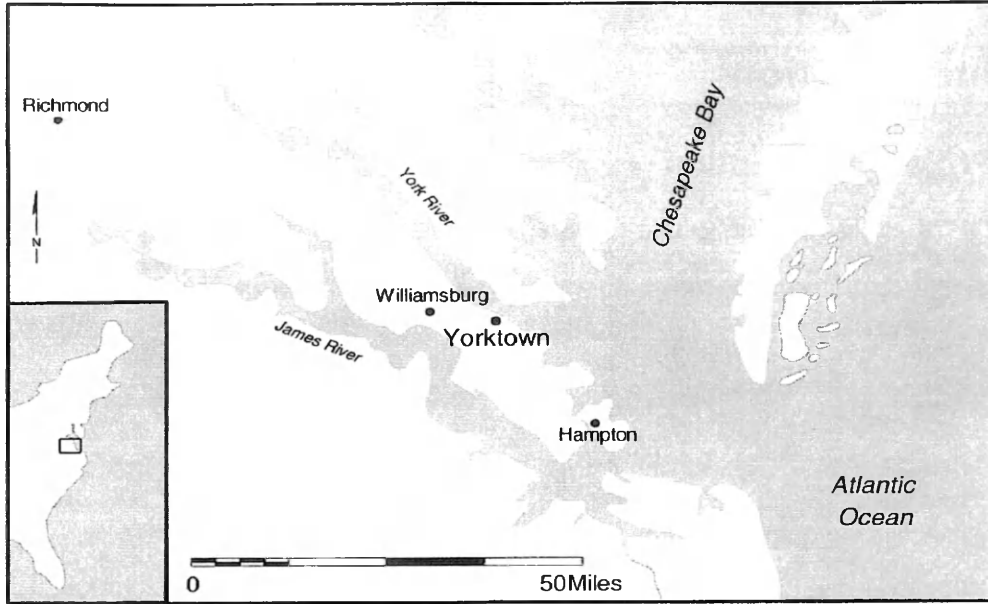 Richmond
Chesapeake Bay
York River
N
Williamsburg
Yorktown
James River
Hampton
Atlantic
Ocean
0
50Miles